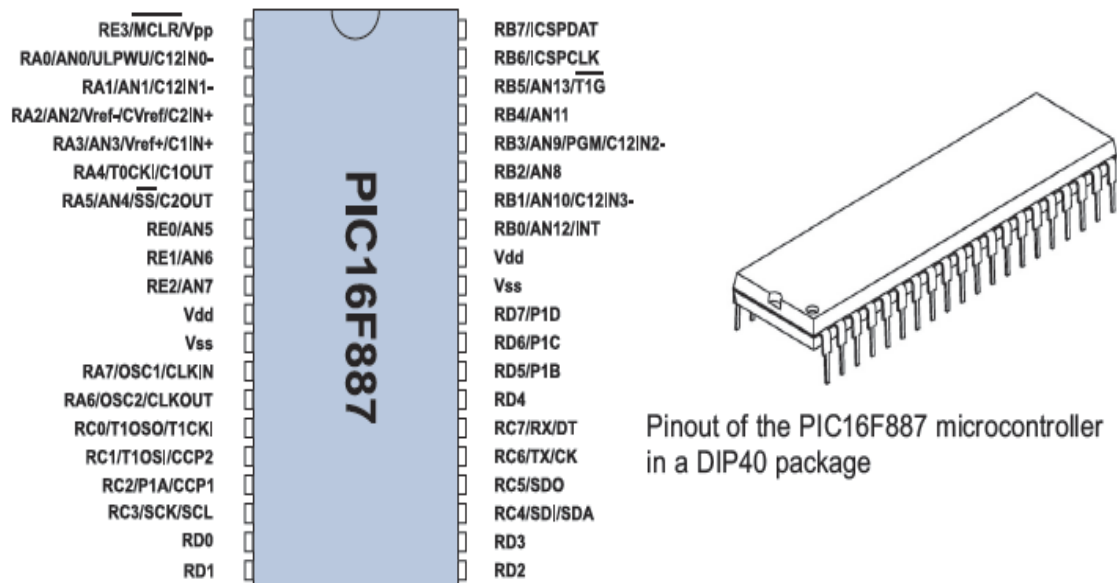 RE3/MCLR/Vpp
RA0/AN0/ULPWU/C12IN0-
RA1/AN1/C12IN1-
RA2/AN2/Vref-/CVref/C2IN+
RA3/AN3/Vref+/C1IN+
RA4/T0CKI/C1OUT
RA5/AN4/SS/C2OUT
RE0/AN5
RE1/AN6
RE2/AN7
Vdd
Vss
RA7/OSC1/CLKIN
RA6/OSC2/CLKOUT
RC0/T1OSO/T1CKI
RC1/T1OSI/CCP2
RC2/P1A/CCP1
RC3/SCK/SCL
RD0
RD1
PIC16F887
RB7/ICSPDAT
RB6/ICSPCLK
RB5/AN13/T1G
RB4/AN11
RB3/AN9/PGM/C12IN2-
RB2/AN8
RB1/AN10/C12IN3-
RB0/AN12/INT
Vdd
Vss
RD7/P1D
RD6/P1C
RD5/P1B
RD4
RC7/RX/DT
RC6/TX/CK
RC5/SDO
RC4/SDI/SDA
RD3
RD2
Pinout of the PIC16F887 microcontroller
in a DIP40 package